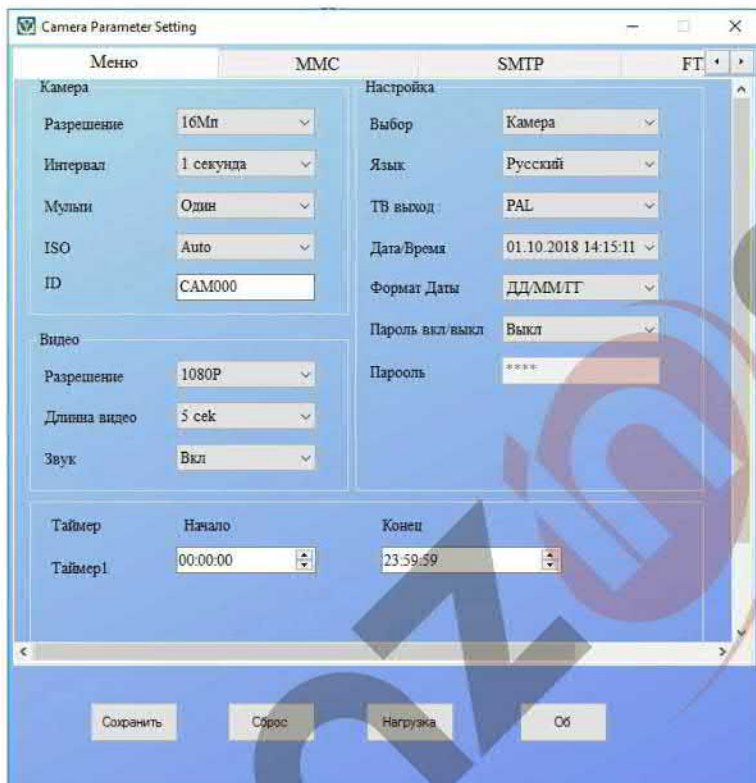 Camera Parameter Setting
Меню MMC SMTP FT
Камера
Разрешение 16Мп
Интервал 1 секунда
Мульти Один
ISO Auto
ID CAM000
Видео
Разрешение 1080P
Длинна видео 5 cek
Звук Вкл
Настройка
Выбор Камера
Язык Русский
ТВ выход PAL
Дата/Время 01.10.2018 14:15:11
Формат Даты ДД/ММ/ГГ
Пароль вкл/выкл Выкл
Парооль ****
Таймер Начало Конец
Таймер1 00:00:00 23:59:59
Сохранить Сброс Нагрузка Об